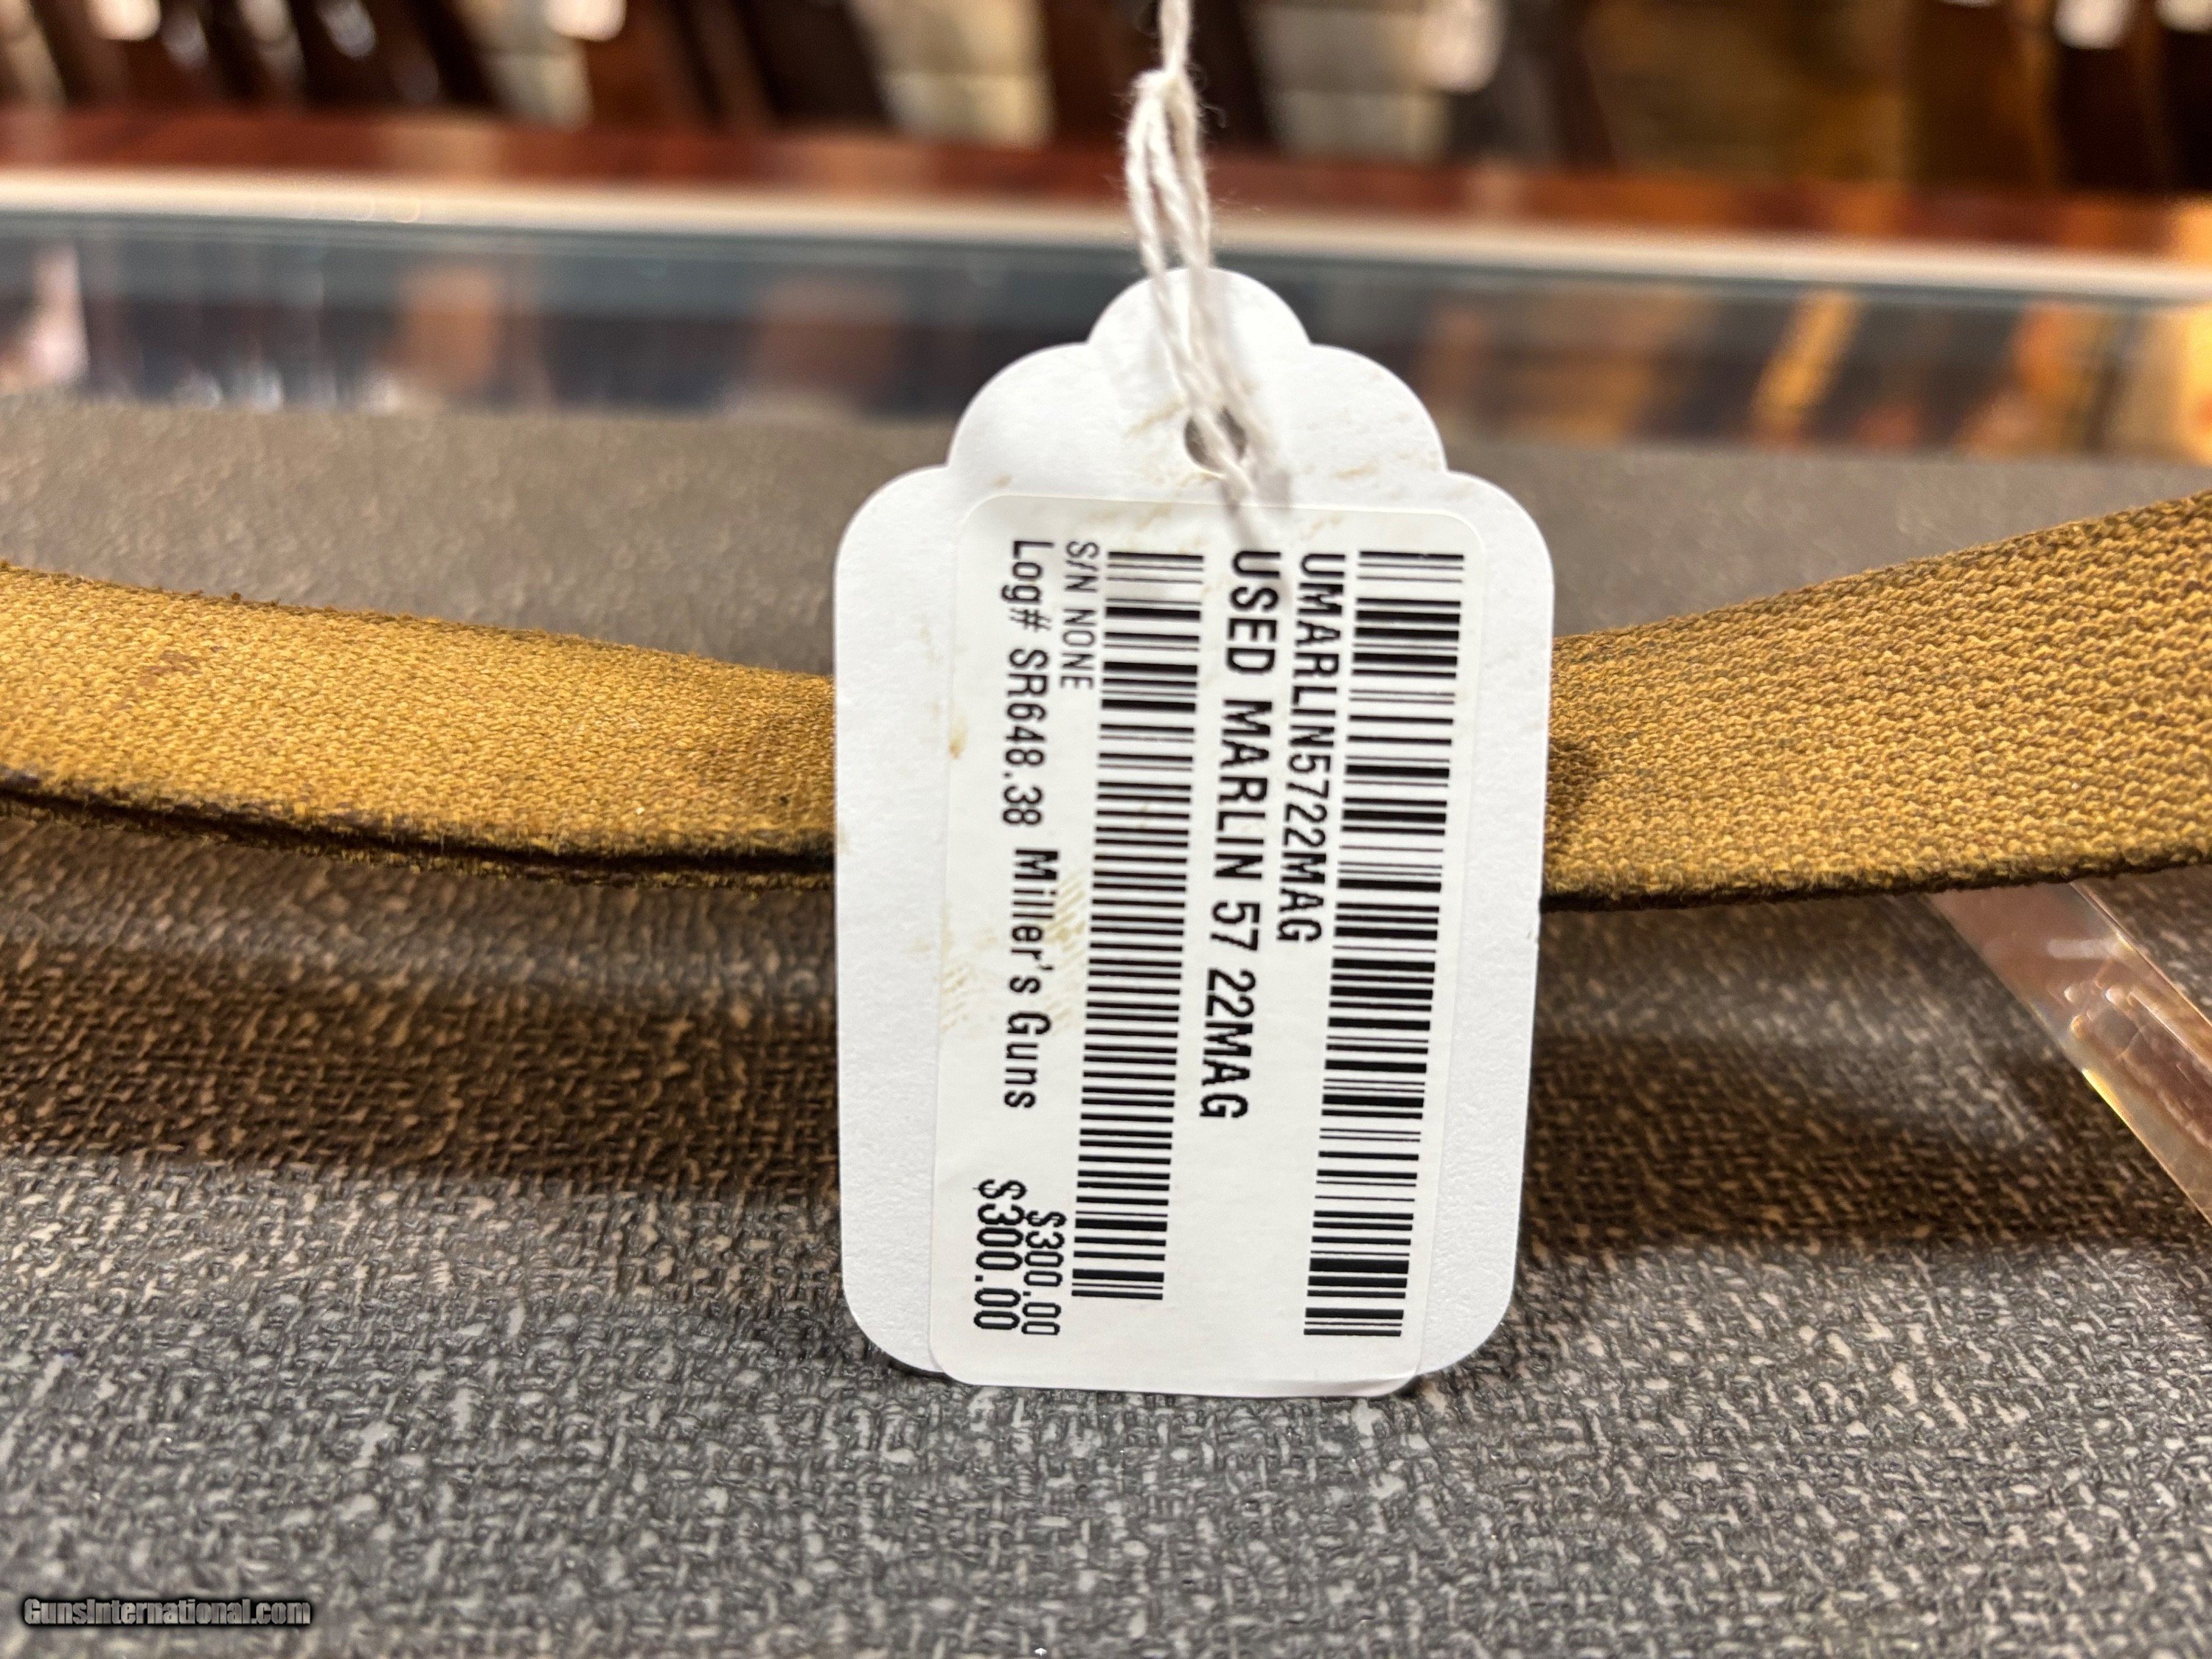 UMARLIN5722MAG
USED MARLIN 57 22MAG
S/N NONE
$300.00
Log# SR648.38 Miller's Guns
$300.00
GunsInternational.com